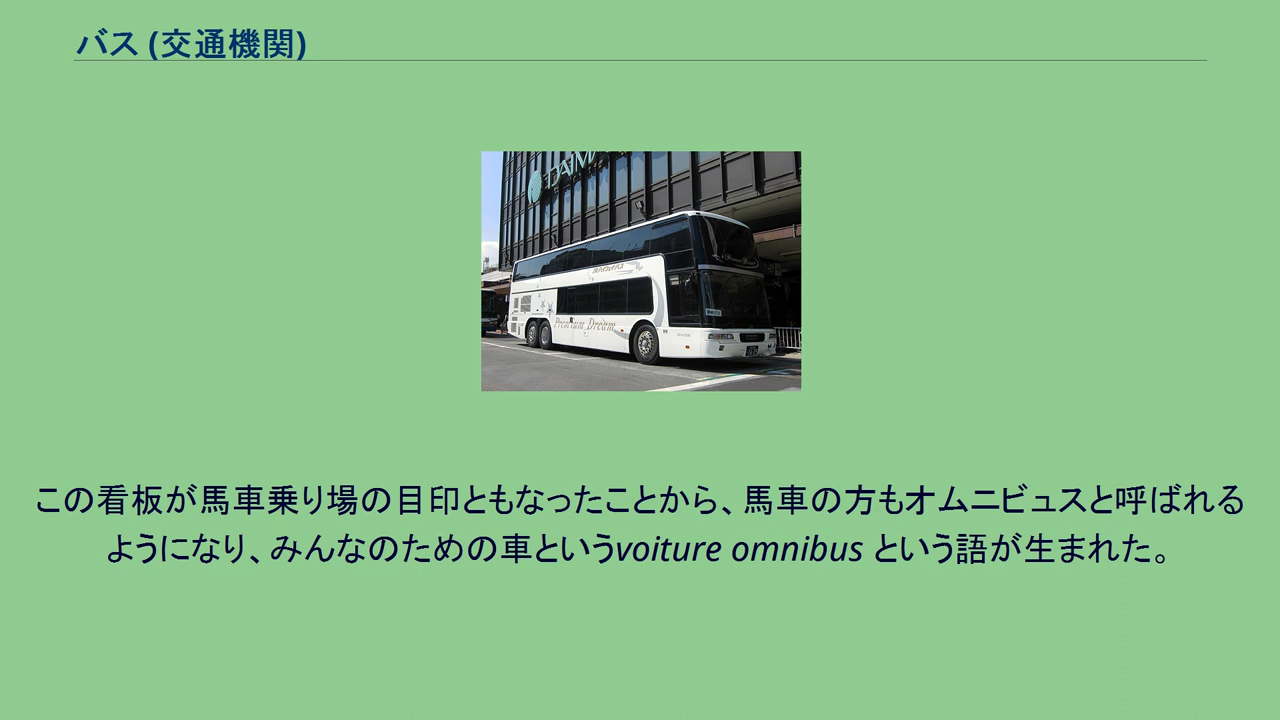 バス (交通機関)
DAIMA
Premium Dream
この看板が馬車乗り場の目印ともなったことから、馬車の方もオムニビュスと呼ばれる
ようになり、みんなのための車というvoiture omnibus という語が生まれた。